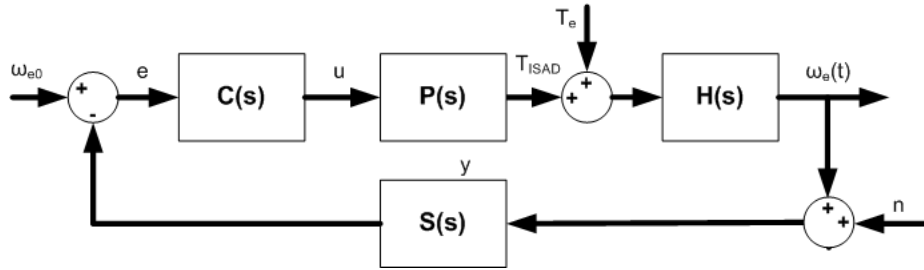 T_e
ω_e0
e
u
T_ISAD
ω_e(t)
+
-
C(s)
P(s)
+
+
H(s)
y
S(s)
+
+
n
-